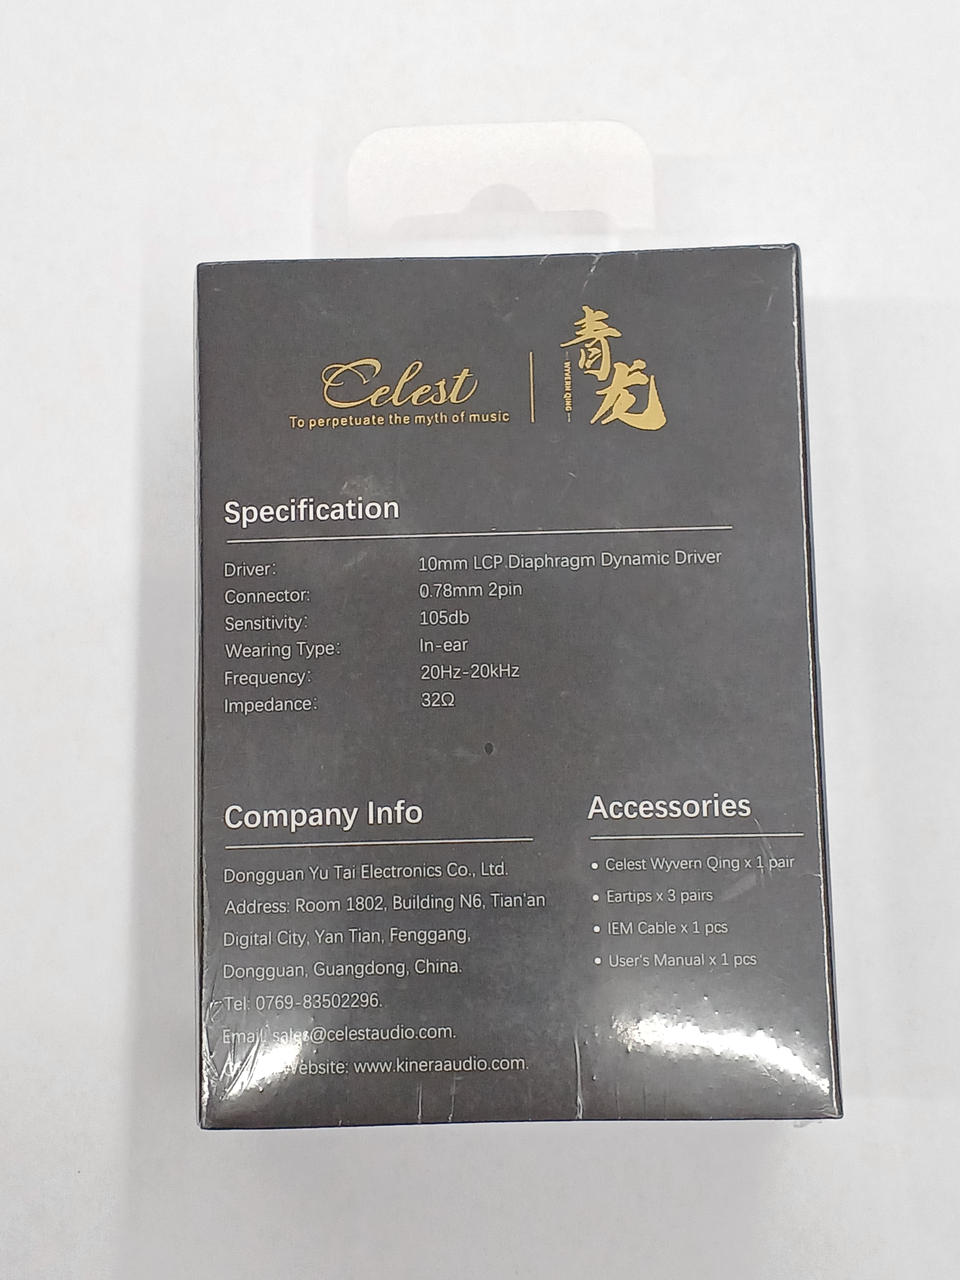 Celest
To perpetuate the myth of music
青龙
WYVERN QING
Specification
Driver: 10mm LCP Diaphragm Dynamic Driver
Connector: 0.78mm 2pin
Sensitivity: 105db
Wearing Type: In-ear
Frequency: 20Hz-20kHz
Impedance: 32Ω
Company Info
Dongguan Yu Tai Electronics Co., Ltd.
Address: Room 1802, Building N6, Tian'an
Digital City, Yan Tian, Fenggang,
Dongguan, Guangdong, China.
Tel: 0769-83502296.
Email: sales@celestaudio.com.
Website: www.kineraaudio.com.
Accessories
• Celest Wyvern Qing x 1 pair
• Eartips x 3 pairs
• IEM Cable x 1 pcs
• User's Manual x 1 pcs